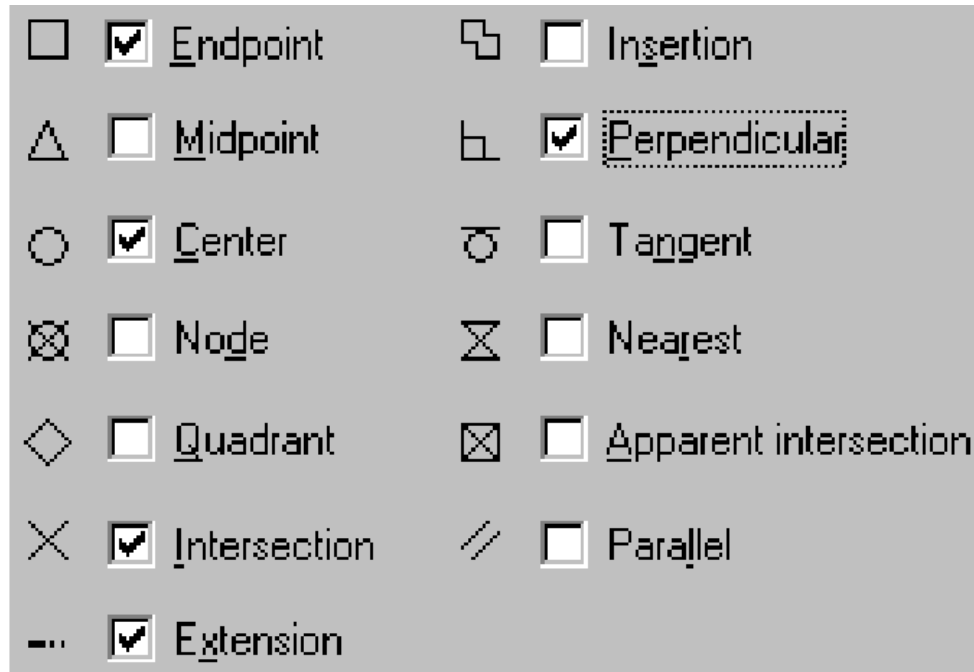 Endpoint
Midpoint
Center
Node
Quadrant
Intersection
Extension
Insertion
Perpendicular
Tangent
Nearest
Apparent intersection
Parallel